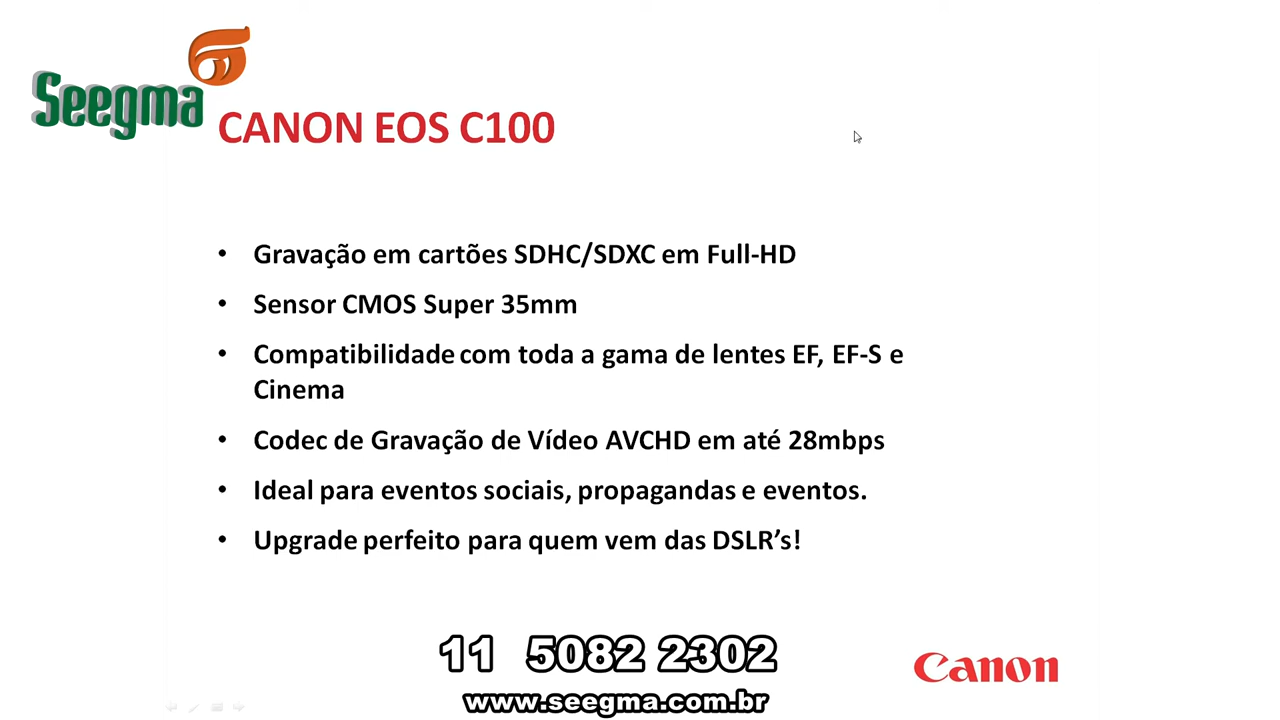 Seegma
CANON EOS C100
• Gravação em cartões SDHC/SDXC em Full-HD
• Sensor CMOS Super 35mm
• Compatibilidade com toda a gama de lentes EF, EF-S e
Cinema
• Codec de Gravação de Vídeo AVCHD em até 28mbps
• Ideal para eventos sociais, propagandas e eventos.
• Upgrade perfeito para quem vem das DSLR’s!
11 5082 2302
www.seegma.com.br
Canon